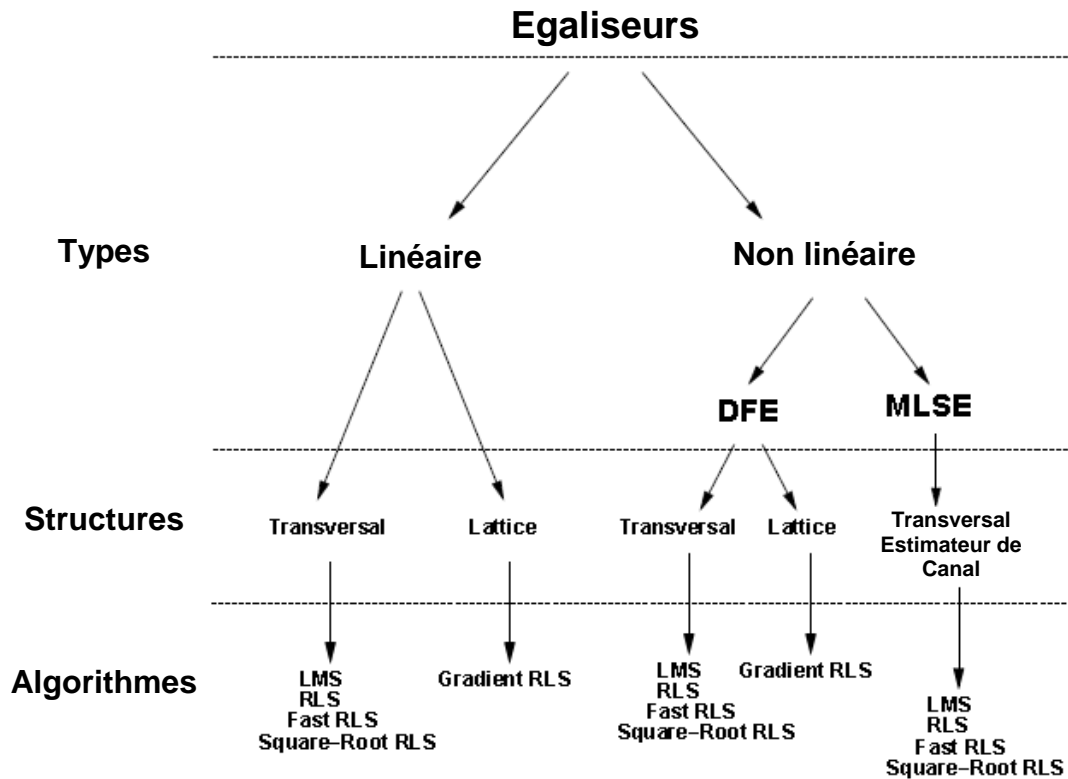 Egaliseurs
Types
Linéaire
Non linéaire
DFE
MLSE
Structures
Transversal
Lattice
Transversal
Lattice
Transversal
Estimateur de
Canal
Algorithmes
LMS
RLS
Fast RLS
Square–Root RLS
Gradient RLS
LMS
RLS
Fast RLS
Square–Root RLS
Gradient RLS
LMS
RLS
Fast RLS
Square–Root RLS